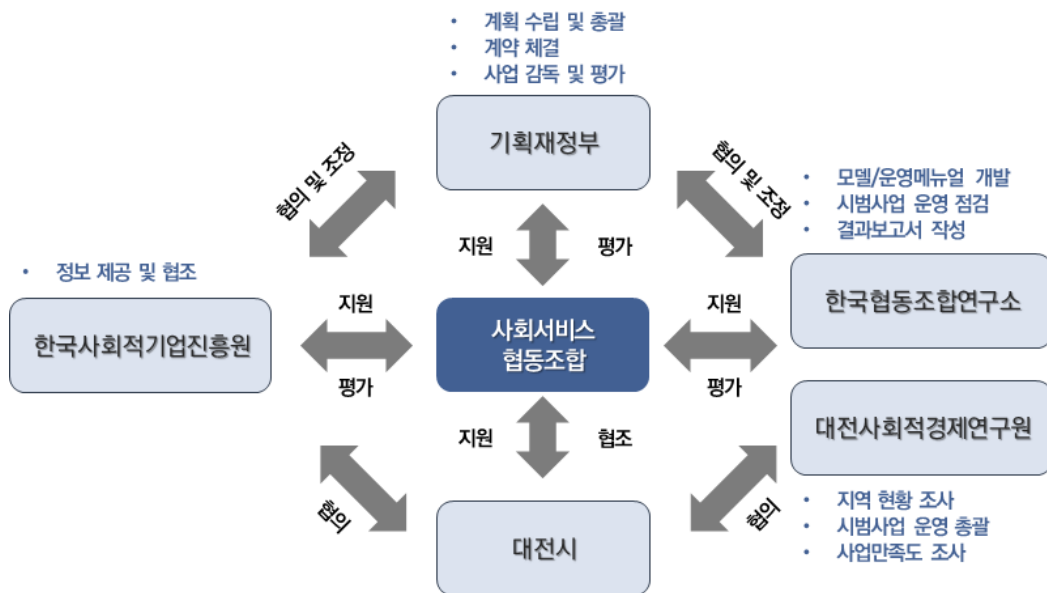 • 계획 수립 및 총괄
• 계약 체결
• 사업 감독 및 평가
기획재정부
협의 및 조정
협의 및 조정
• 모델/운영메뉴얼 개발
• 시범사업 운영 점검
• 결과보고서 작성
지원
평가
• 정보 제공 및 협조
한국사회적기업진흥원
지원
평가
사회서비스
협동조합
지원
평가
한국협동조합연구소
대전사회적경제연구원
지원
협조
협의
협의
• 지역 현황 조사
• 시범사업 운영 총괄
• 사업만족도 조사
대전시